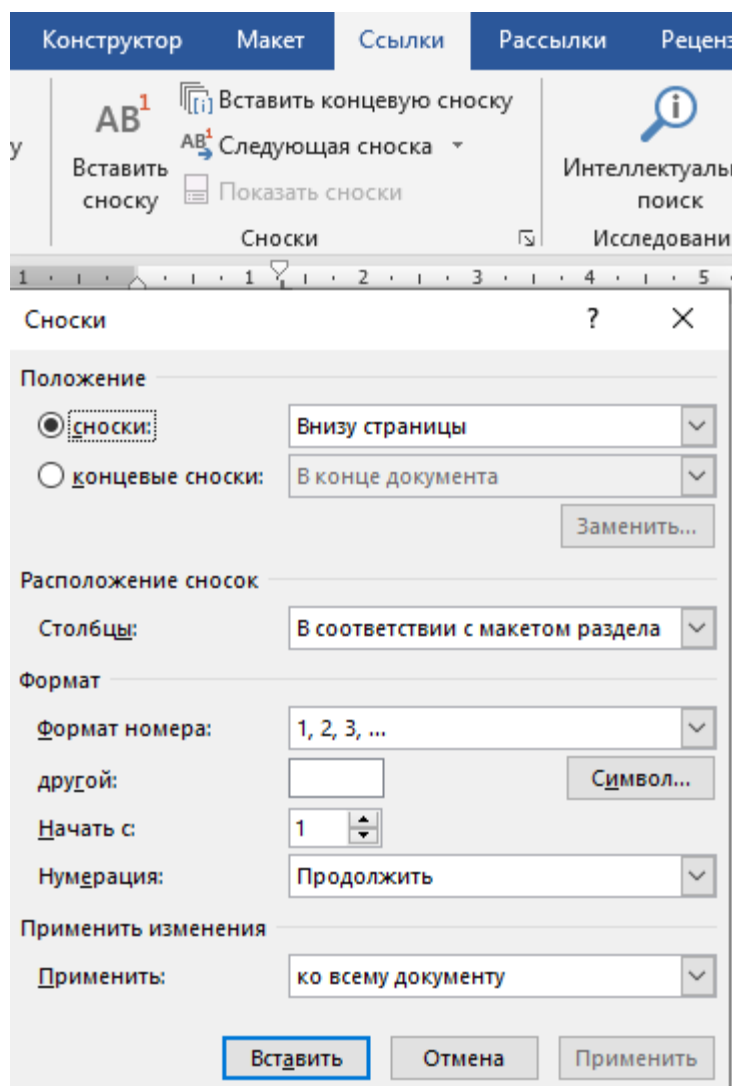 Конструктор Макет Ссылки Рассылки Реценз
AB1 [i] Вставить концевую сноску
AB1 Следующая сноска
у Вставить сноску Показать сноски
Интеллектуаль поиск
Сноски Исследовани
1 1 2 3 4 5
Сноски ? ×
Положение
сноски: Внизу страницы
концевые сноски: В конце документа
Заменить...
Расположение сносок
Столбцы: В соответствии с макетом раздела
Формат
Формат номера: 1, 2, 3, ...
другой: Символ...
Начать с: 1
Нумерация: Продолжить
Применить изменения
Применить: ко всему документу
Вставить Отмена Применить